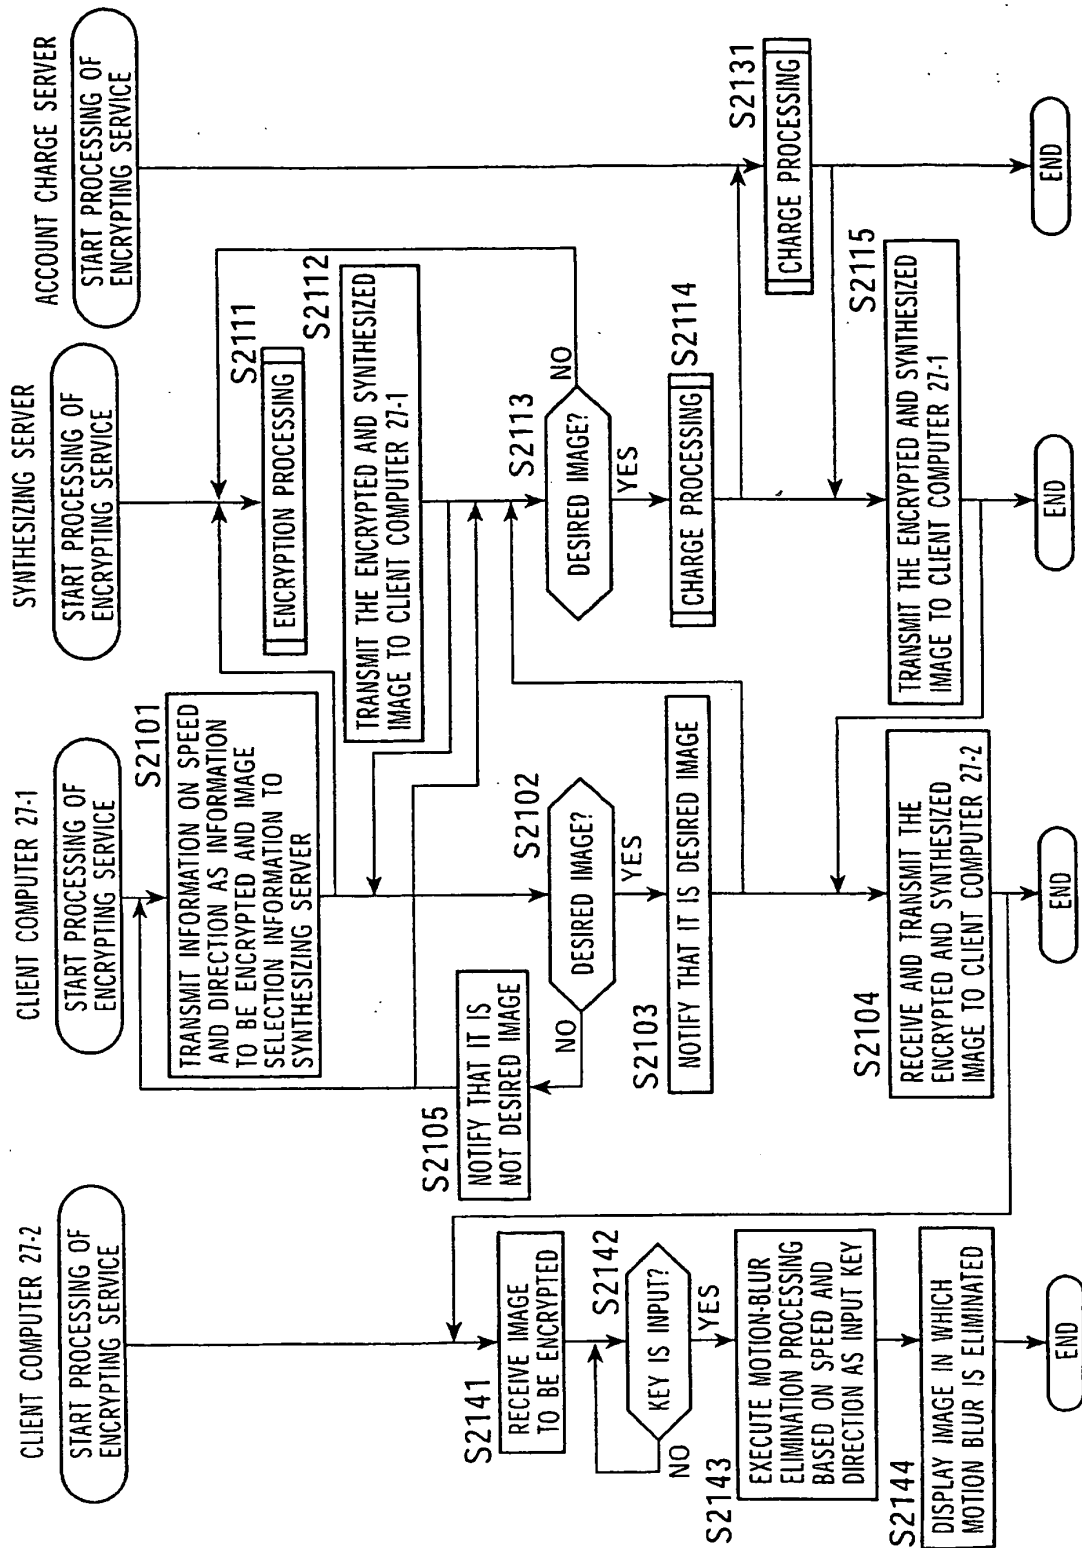 CLIENT COMPUTER 27-2
START PROCESSING OF
ENCRYPTING SERVICE
S2141
RECEIVE IMAGE
TO BE ENCRYPTED
S2142
KEY IS INPUT?
NO
YES
S2143
EXECUTE MOTION-BLUR
ELIMINATION PROCESSING
BASED ON SPEED AND
DIRECTION AS INPUT KEY
S2144
DISPLAY IMAGE IN WHICH
MOTION BLUR IS ELIMINATED
END
CLIENT COMPUTER 27-1
START PROCESSING OF
ENCRYPTING SERVICE
S2101
TRANSMIT INFORMATION ON SPEED
AND DIRECTION AS INFORMATION
TO BE ENCRYPTED AND IMAGE
SELECTION INFORMATION TO
SYNTHESIZING SERVER
S2102
DESIRED IMAGE?
NO
YES
S2105
NOTIFY THAT IT IS
NOT DESIRED IMAGE
S2103
NOTIFY THAT IT IS DESIRED IMAGE
S2104
RECEIVE AND TRANSMIT THE
ENCRYPTED AND SYNTHESIZED
IMAGE TO CLIENT COMPUTER 27-2
END
SYNTHESIZING SERVER
START PROCESSING OF
ENCRYPTING SERVICE
S2111
ENCRYPTION PROCESSING
S2112
TRANSMIT THE ENCRYPTED AND SYNTHESIZED
IMAGE TO CLIENT COMPUTER 27-1
S2113
DESIRED IMAGE?
NO
YES
S2114
CHARGE PROCESSING
S2115
TRANSMIT THE ENCRYPTED AND SYNTHESIZED
IMAGE TO CLIENT COMPUTER 27-1
END
ACCOUNT CHARGE SERVER
START PROCESSING OF
ENCRYPTING SERVICE
S2131
CHARGE PROCESSING
END